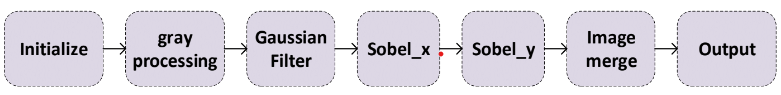 Initialize
gray
processing
Gaussian
Filter
Sobel_x
Sobel_y
Image
merge
Output